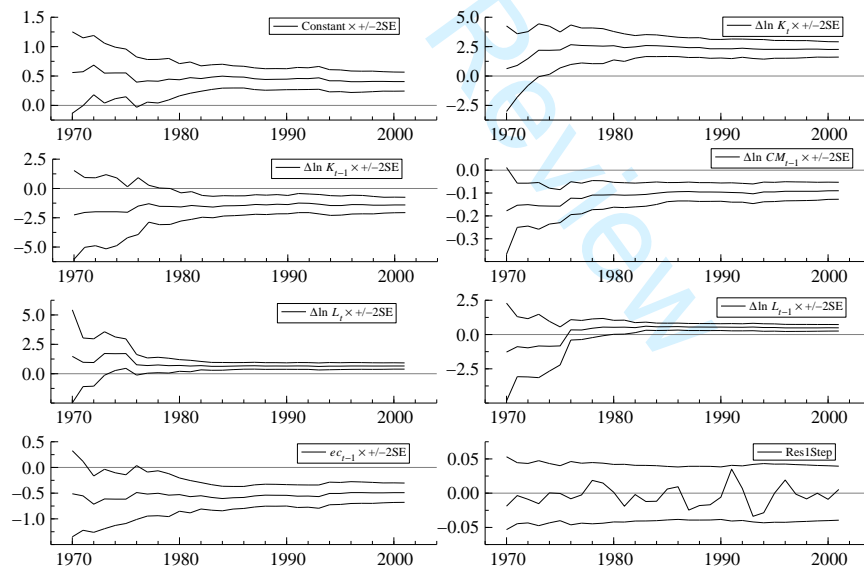 Constant × +/−2SE
1.5
1.0
0.5
0.0
1970 1980 1990 2000
Δln K_t × +/−2SE
5.0
2.5
0.0
−2.5
1970 1980 1990 2000
Δln K_{t-1} × +/−2SE
2.5
0.0
−2.5
−5.0
1970 1980 1990 2000
Δln CM_{t-1} × +/−2SE
0.0
−0.1
−0.2
−0.3
1970 1980 1990 2000
Δln L_t × +/−2SE
5.0
2.5
0.0
1970 1980 1990 2000
Δln L_{t-1} × +/−2SE
2.5
0.0
−2.5
1970 1980 1990 2000
ec_{t-1} × +/−2SE
0.5
0.0
−0.5
−1.0
1970 1980 1990 2000
Res1Step
0.05
0.00
−0.05
1970 1980 1990 2000
Review